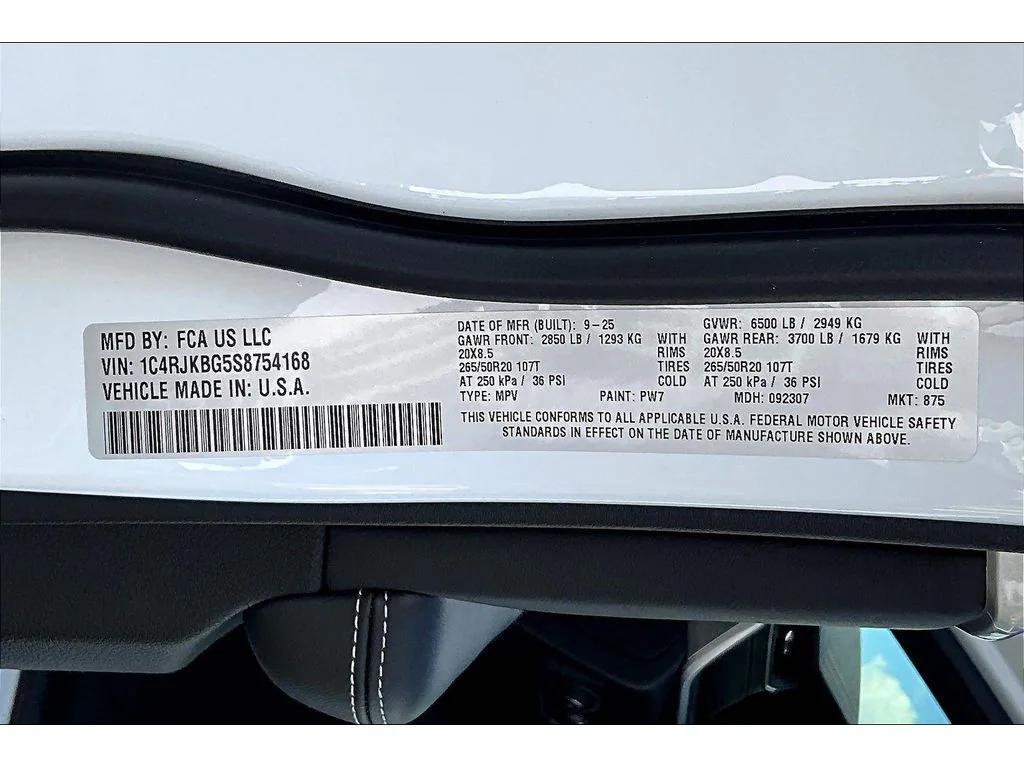 MFD BY: FCA US LLC
VIN: 1C4RJKBG5S8754168
VEHICLE MADE IN: U.S.A.
DATE OF MFR (BUILT): 9-25
GAWR FRONT: 2850 LB / 1293 KG WITH
20X8.5 RIMS
265/50R20 107T TIRES
AT 250 kPa / 36 PSI COLD
TYPE: MPV PAINT: PW7
GVWR: 6500 LB / 2949 KG
GAWR REAR: 3700 LB / 1679 KG WITH
20X8.5 RIMS
265/50R20 107T TIRES
AT 250 kPa / 36 PSI COLD
MDH: 092307 MKT: 875
THIS VEHICLE CONFORMS TO ALL APPLICABLE U.S.A. FEDERAL MOTOR VEHICLE SAFETY
STANDARDS IN EFFECT ON THE DATE OF MANUFACTURE SHOWN ABOVE.